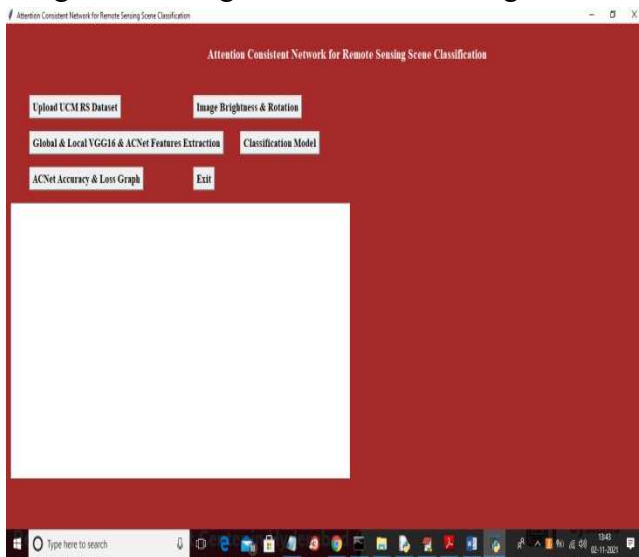 Attention Consistent Network for Remote Sensing Scene Classification
Attention Consistent Network for Remote Sensing Scene Classification
Upload UCM RS Dataset
Image Brightness & Rotation
Global & Local VGG16 & ACNet Features Extraction
Classification Model
ACNet Accuracy & Loss Graph
Exit
Type here to search
13:43
02-11-2021